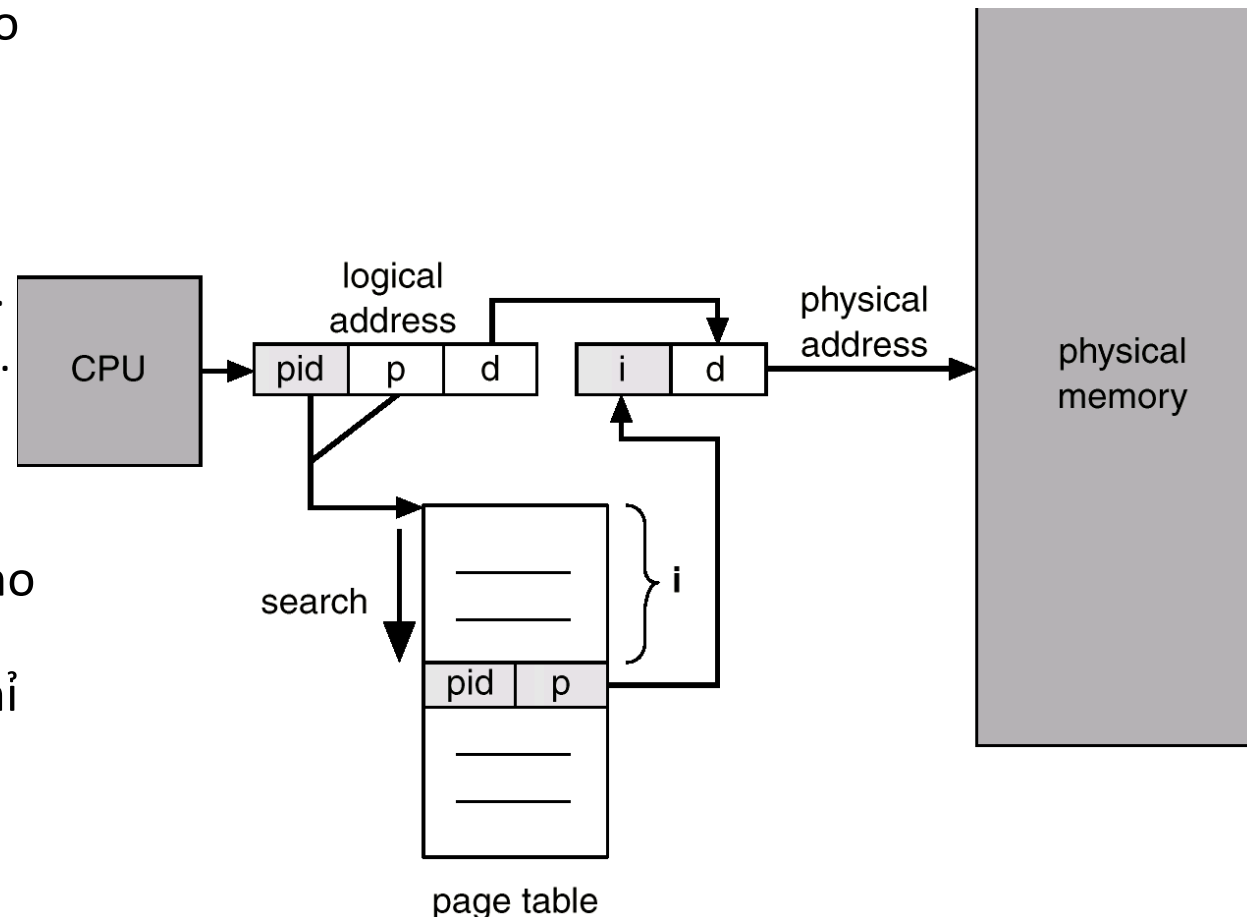 logical
address
physical
address
CPU
pid p d
i d
physical
memory
search
i
pid p
page table